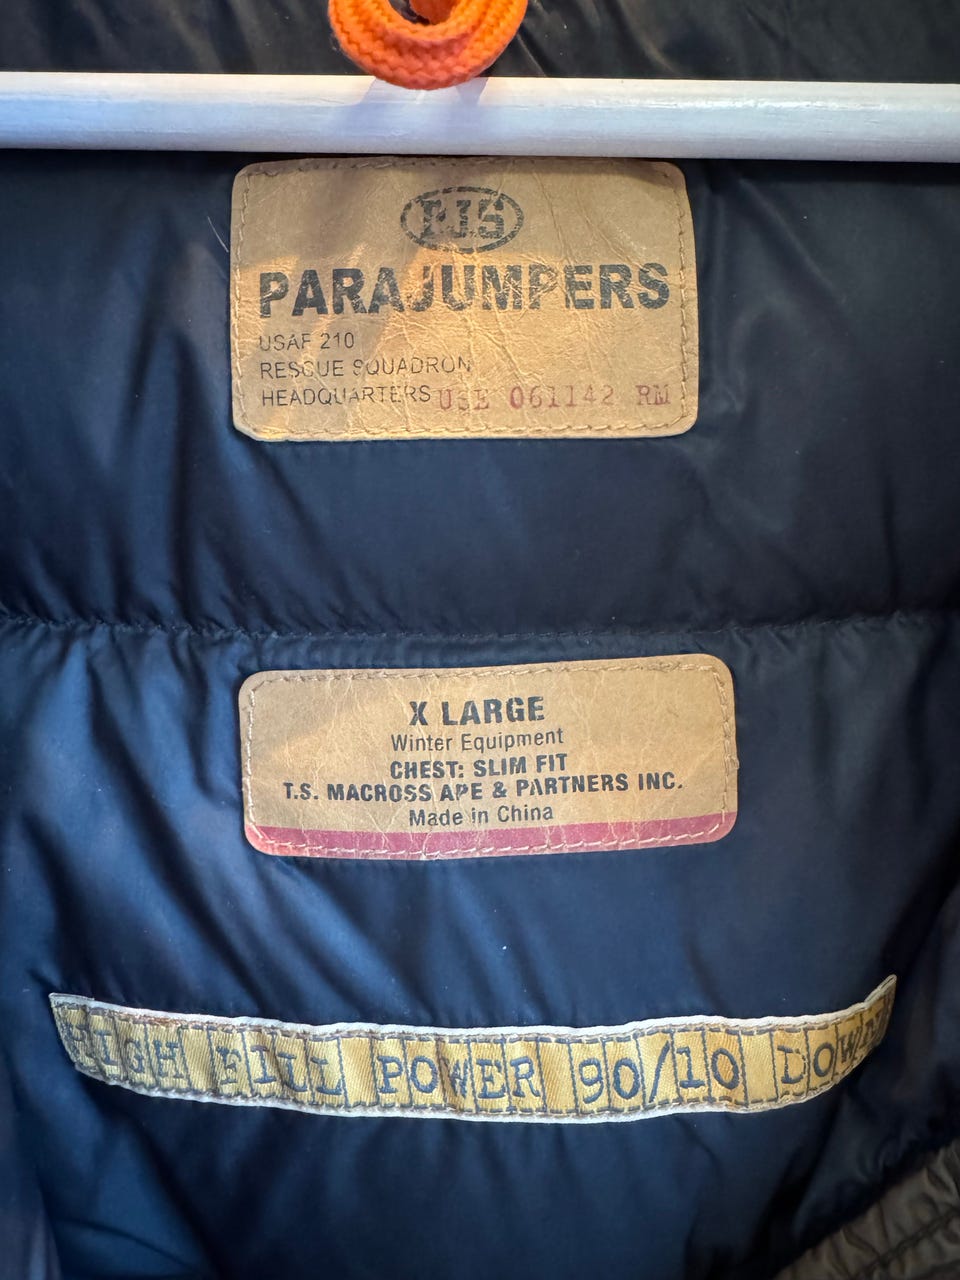 PJS
PARAJUMPERS
USAF 210
RESCUE SQUADRON
HEADQUARTERS USE 061142 RM
X LARGE
Winter Equipment
CHEST: SLIM FIT
T.S. MACROSS APE & PARTNERS INC.
Made in China
HIGH FILL POWER 90/10 DOWN